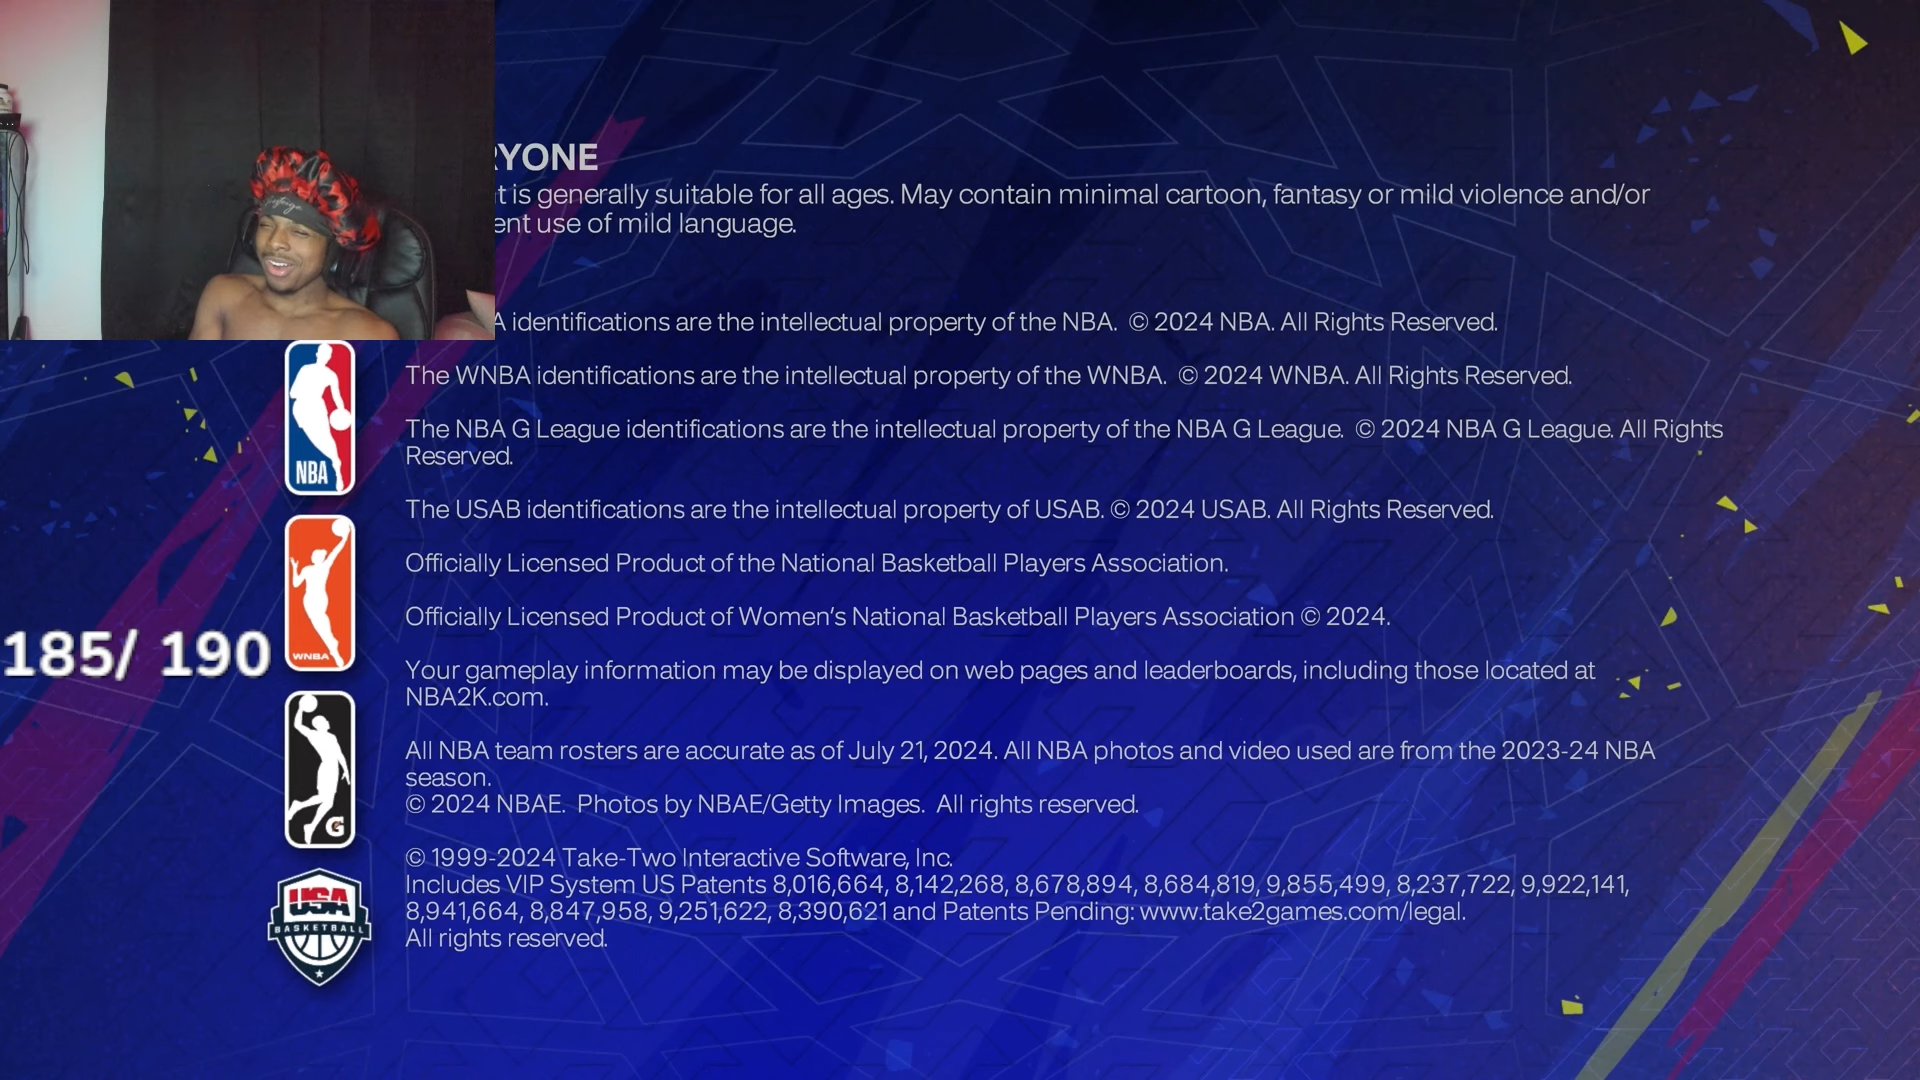 RYONE
t is generally suitable for all ages. May contain minimal cartoon, fantasy or mild violence and/or
ent use of mild language.
A identifications are the intellectual property of the NBA. © 2024 NBA. All Rights Reserved.
The WNBA identifications are the intellectual property of the WNBA. © 2024 WNBA. All Rights Reserved.
The NBA G League identifications are the intellectual property of the NBA G League. © 2024 NBA G League. All Rights
Reserved.
NBA
The USAB identifications are the intellectual property of USAB. © 2024 USAB. All Rights Reserved.
Officially Licensed Product of the National Basketball Players Association.
Officially Licensed Product of Women’s National Basketball Players Association © 2024.
185/ 190
WNBA
Your gameplay information may be displayed on web pages and leaderboards, including those located at
NBA2K.com.
All NBA team rosters are accurate as of July 21, 2024. All NBA photos and video used are from the 2023-24 NBA
season.
© 2024 NBAE. Photos by NBAE/Getty Images. All rights reserved.
G
© 1999-2024 Take-Two Interactive Software, Inc.
Includes VIP System US Patents 8,016,664, 8,142,268, 8,678,894, 8,684,819, 9,855,499, 8,237,722, 9,922,141,
8,941,664, 8,847,958, 9,251,622, 8,390,621 and Patents Pending: www.take2games.com/legal.
All rights reserved.
USA
BASKETBALL